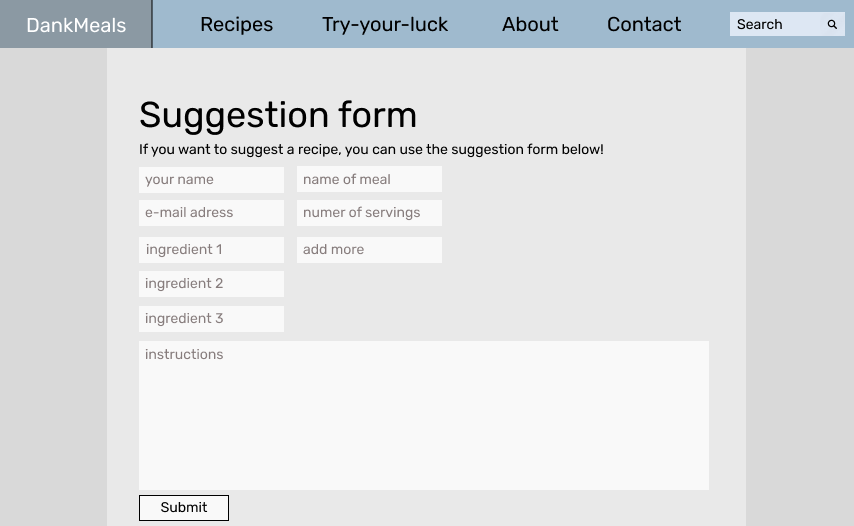 DankMeals Recipes Try-your-luck About Contact Search
Suggestion form
If you want to suggest a recipe, you can use the suggestion form below!
your name name of meal
e-mail adress numer of servings
ingredient 1 add more
ingredient 2
ingredient 3
instructions
Submit